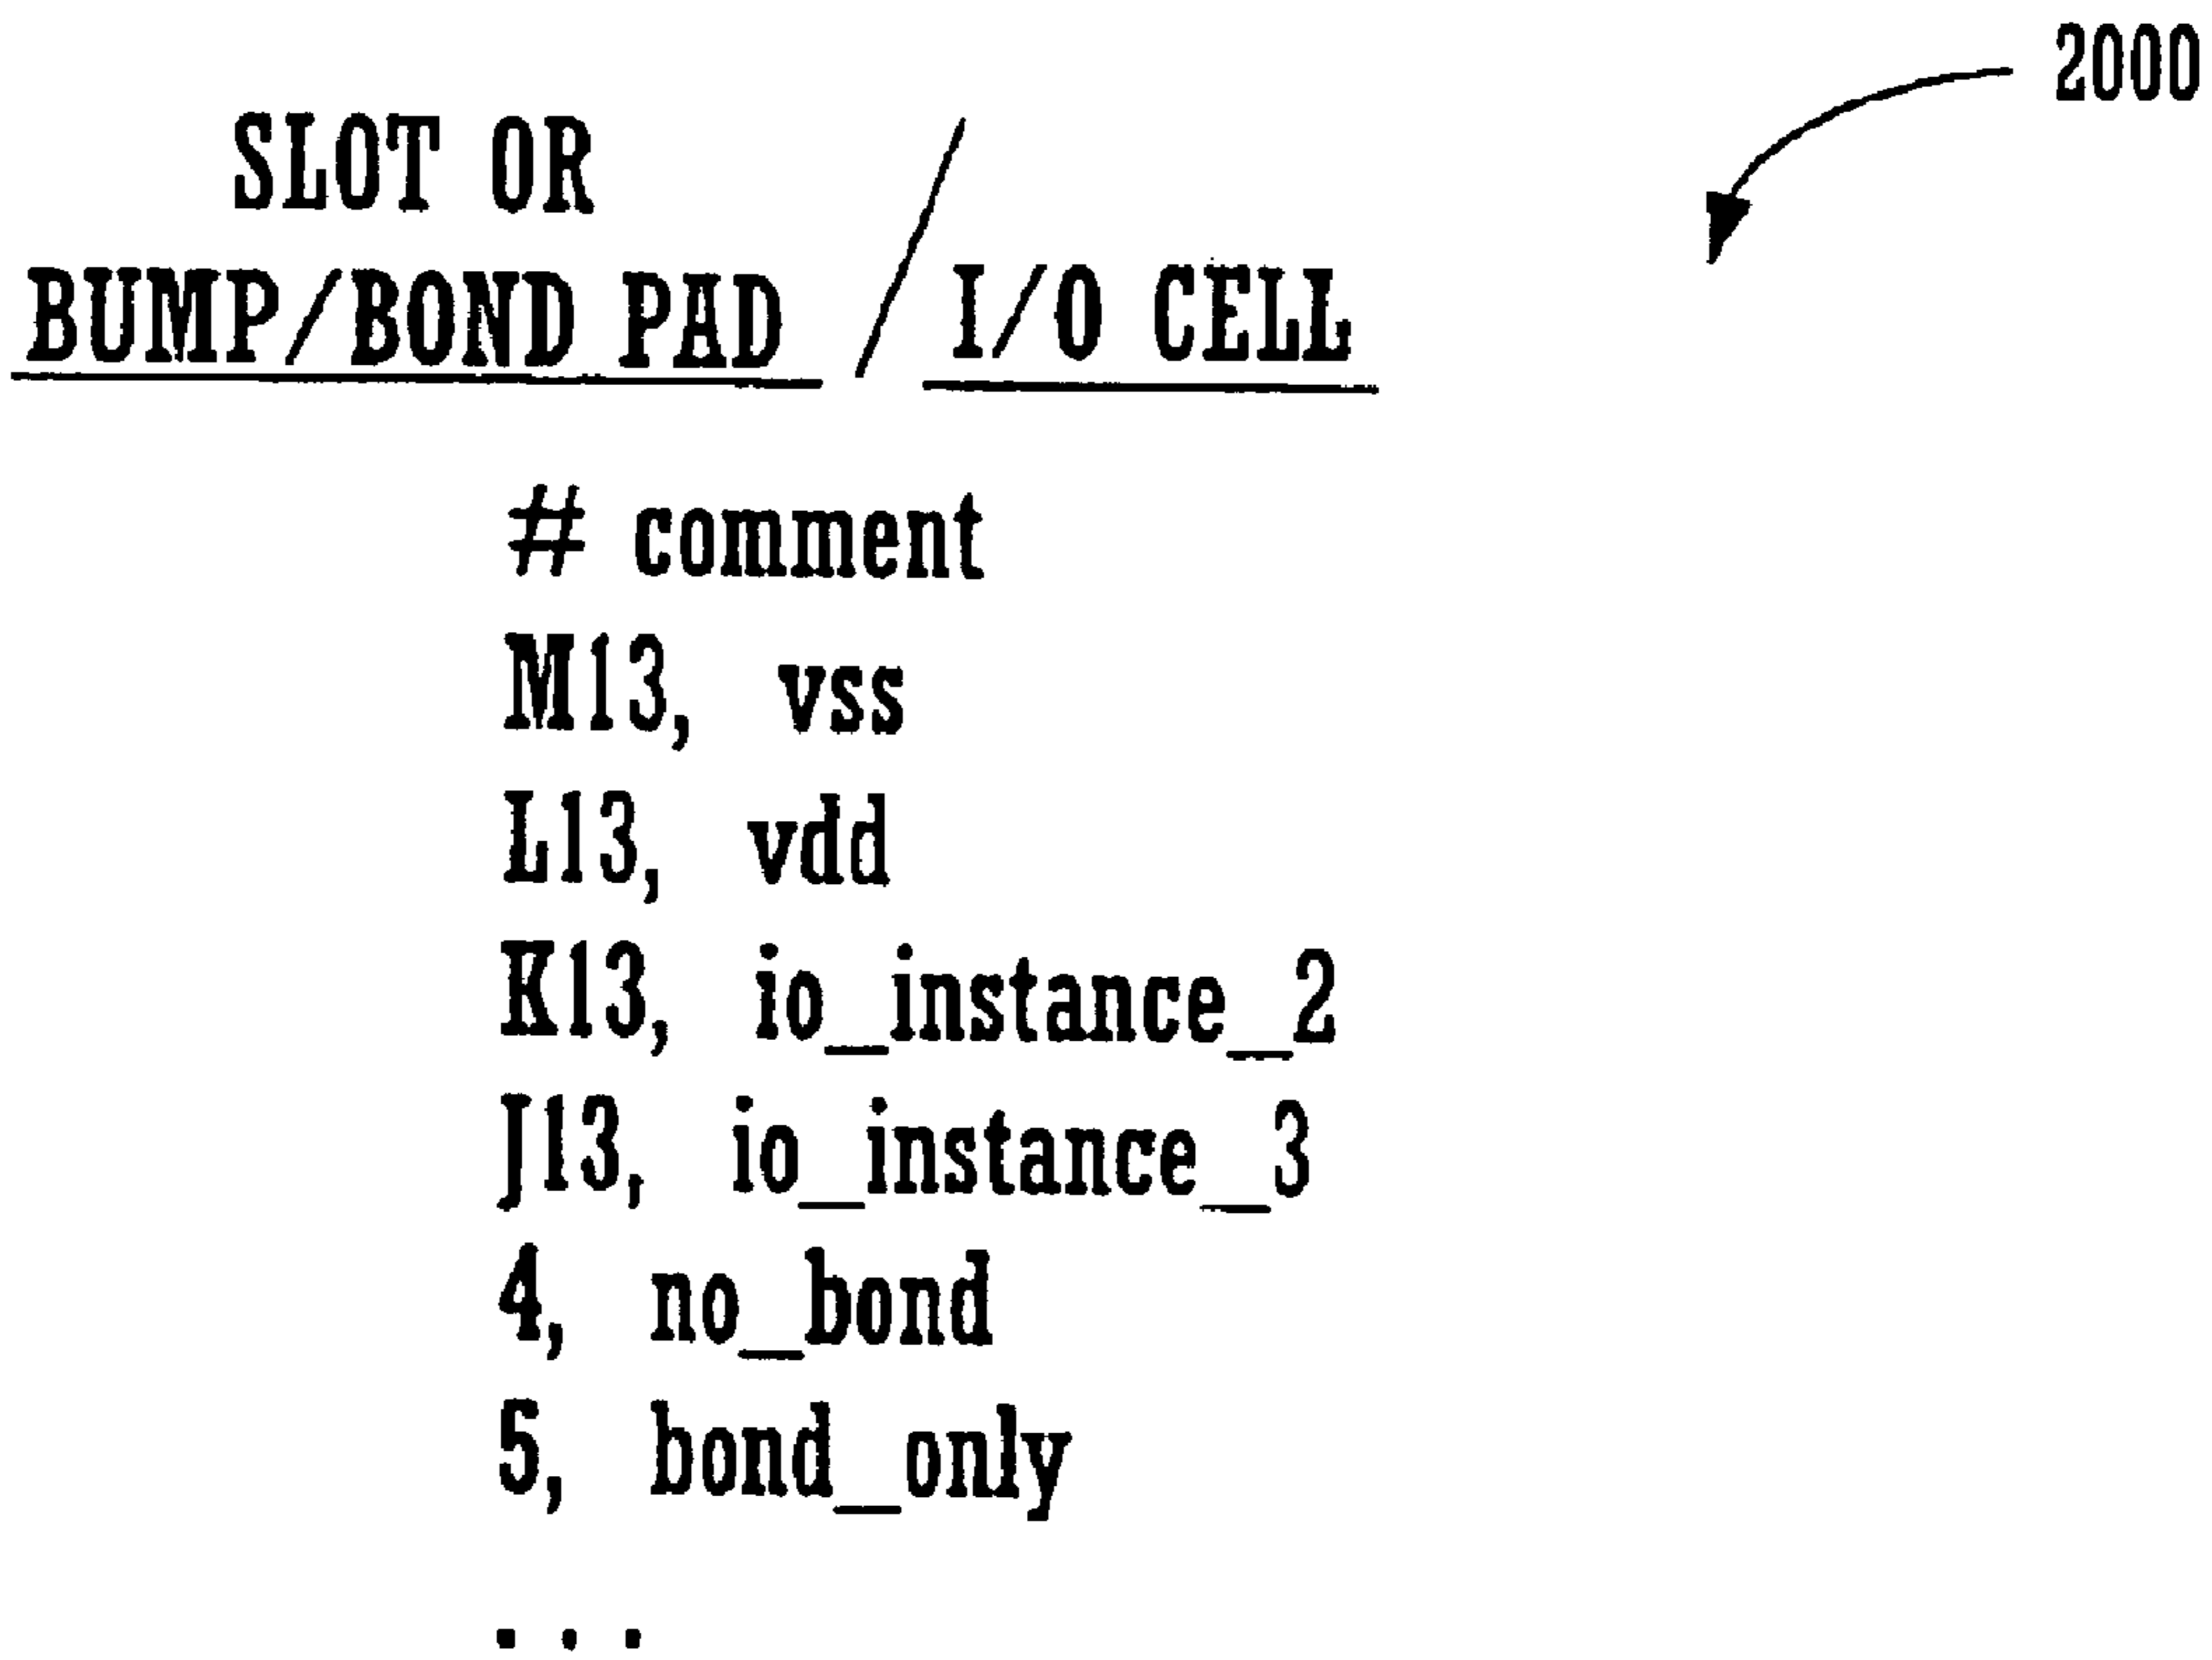 2000
SLOT OR
BUMP/BOND PAD / I/O CELL
# comment
M13, vss
L13, vdd
K13, io_instance_2
J13, io_instance_3
4, no_bond
5, bond_only
. . .